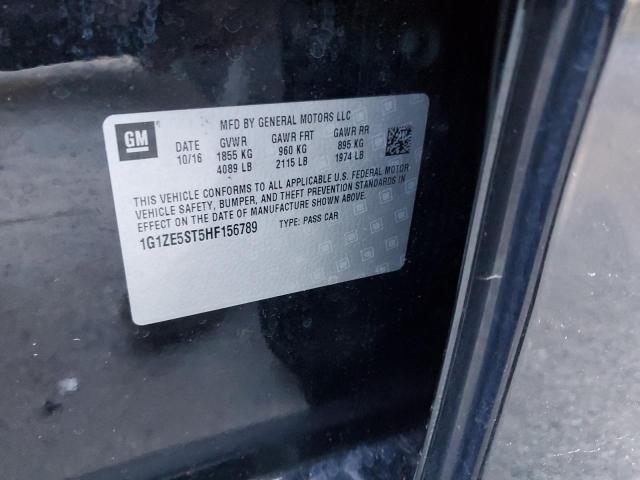 GM
MFD BY GENERAL MOTORS LLC
DATE GVWR GAWR FRT GAWR RR
10/16 1855 KG 960 KG 895 KG
4089 LB 2115 LB 1974 LB
THIS VEHICLE CONFORMS TO ALL APPLICABLE U.S. FEDERAL MOTOR
VEHICLE SAFETY, BUMPER, AND THEFT PREVENTION STANDARDS IN
EFFECT ON THE DATE OF MANUFACTURE SHOWN ABOVE.
1G1ZE5ST5HF156789 TYPE: PASS CAR